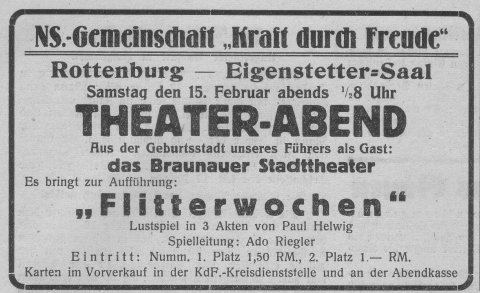 NS.-Gemeinschaft „Kraft durch Freude“
Rottenburg — Eigenstetter=Saal
Samstag den 15. Februar abends ½8 Uhr
THEATER-ABEND
Aus der Geburtsstadt unseres Führers als Gast:
das Braunauer Stadttheater
Es bringt zur Aufführung:
„Flitterwochen“
Lustspiel in 3 Akten von Paul Helwig
Spielleitung: Ado Riegler
Eintritt: Numm. 1. Platz 1,50 RM., 2. Platz 1.— RM.
Karten im Vorverkauf in der KdF.-Kreisdienststelle und an der Abendkasse